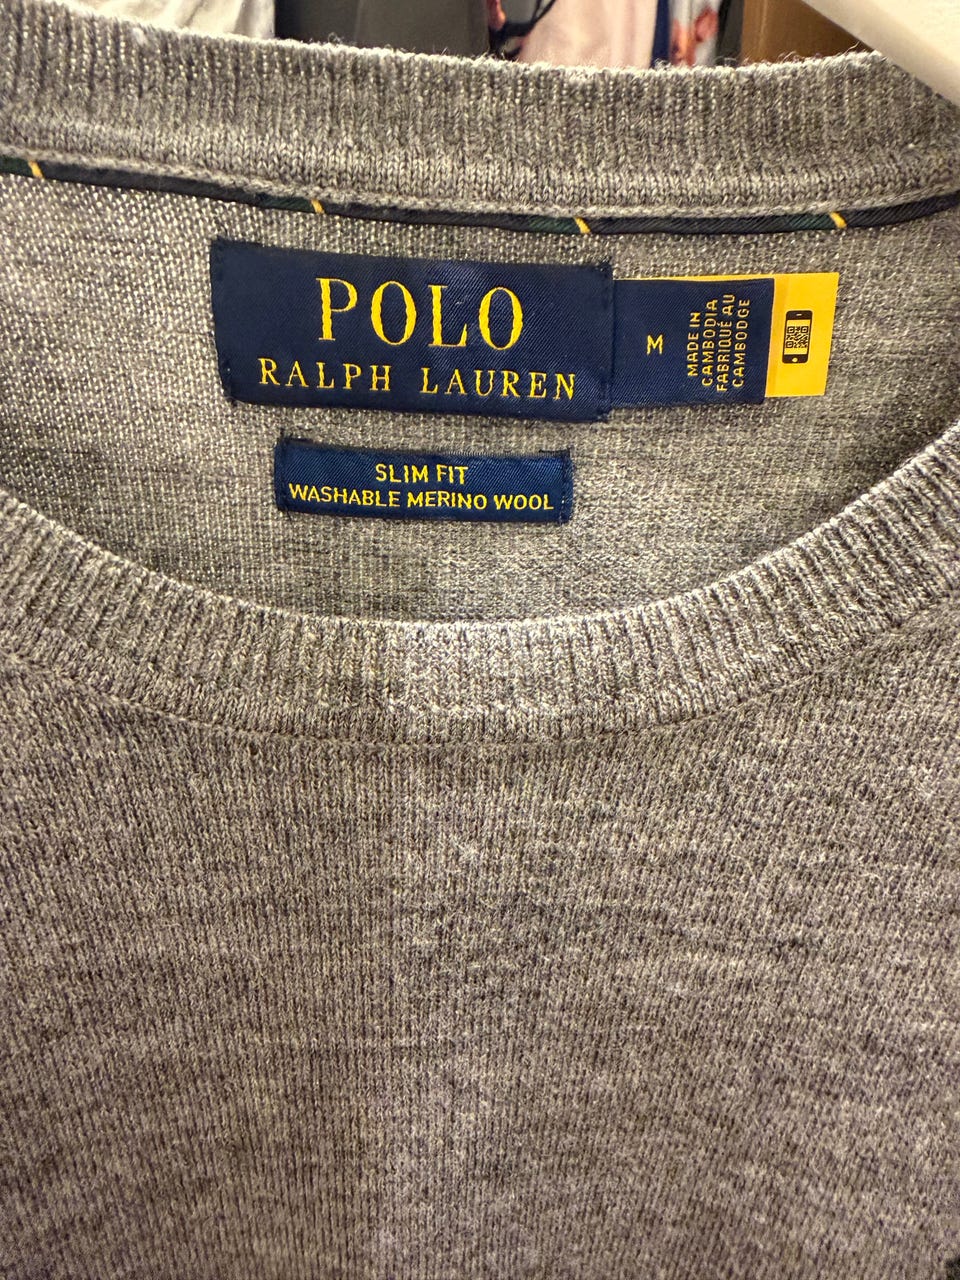 POLO
RALPH LAUREN
M
MADE IN
CAMBODIA
FABRIQUÉ AU
CAMBODGE
SLIM FIT
WASHABLE MERINO WOOL